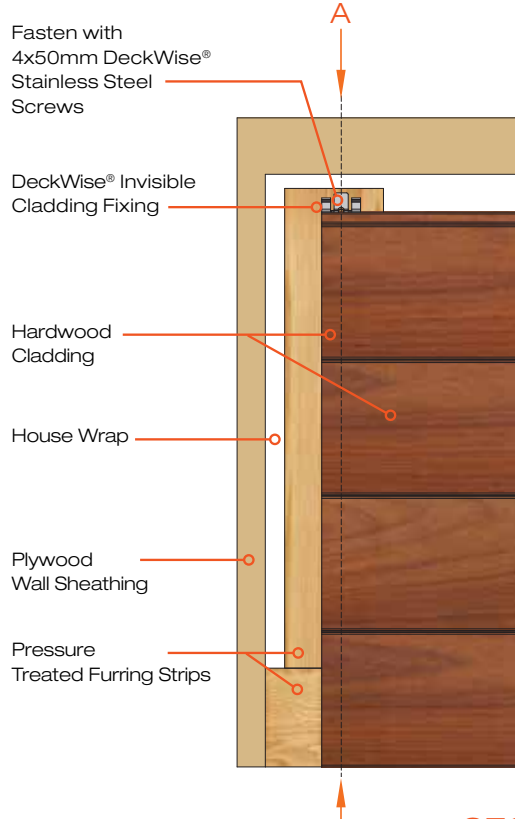 A
Fasten with
4x50mm DeckWise®
Stainless Steel
Screws
DeckWise® Invisible
Cladding Fixing
Hardwood
Cladding
House Wrap
Plywood
Wall Sheathing
Pressure
Treated Furring Strips